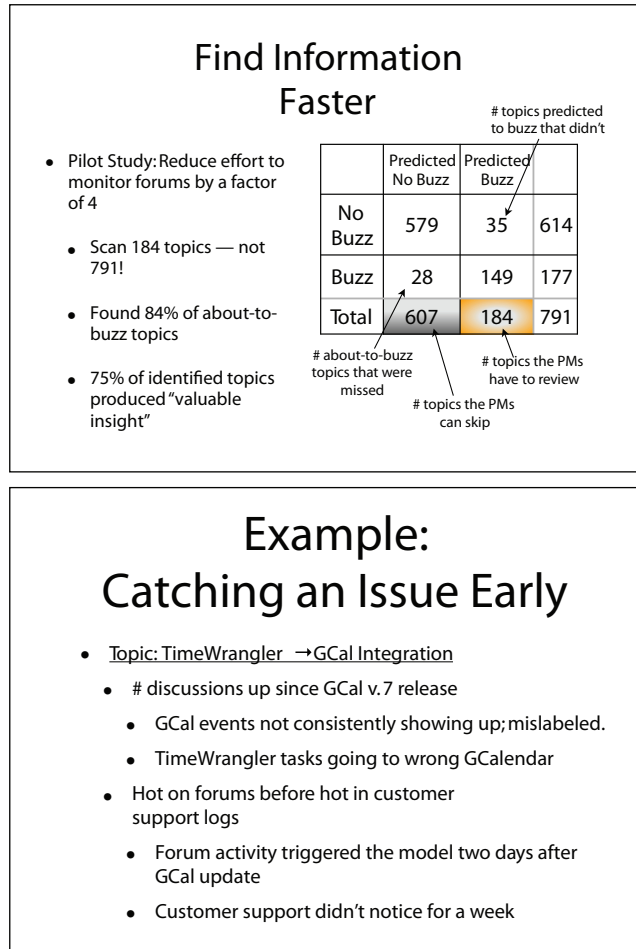 Find Information
Faster
# topics predicted
to buzz that didn't
• Pilot Study: Reduce effort to
monitor forums by a factor
of 4
• Scan 184 topics — not
791!
• Found 84% of about-to-
buzz topics
• 75% of identified topics
produced "valuable
insight"
Predicted Predicted
No Buzz Buzz
No
Buzz 579 35 614
Buzz 28 149 177
Total 607 184 791
# about-to-buzz
topics that were
missed
# topics the PMs
can skip
# topics the PMs
have to review
Example:
Catching an Issue Early
• Topic: TimeWrangler →GCal Integration
• # discussions up since GCal v.7 release
• GCal events not consistently showing up; mislabeled.
• TimeWrangler tasks going to wrong GCalendar
• Hot on forums before hot in customer
support logs
• Forum activity triggered the model two days after
GCal update
• Customer support didn't notice for a week